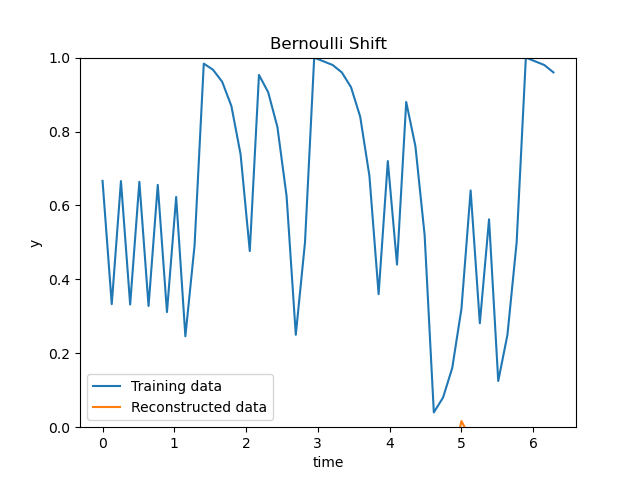 Bernoulli Shift
1.0
0.8
0.6
0.4
0.2
0.0
y
Training data
Reconstructed data
0 1 2 3 4 5 6
time